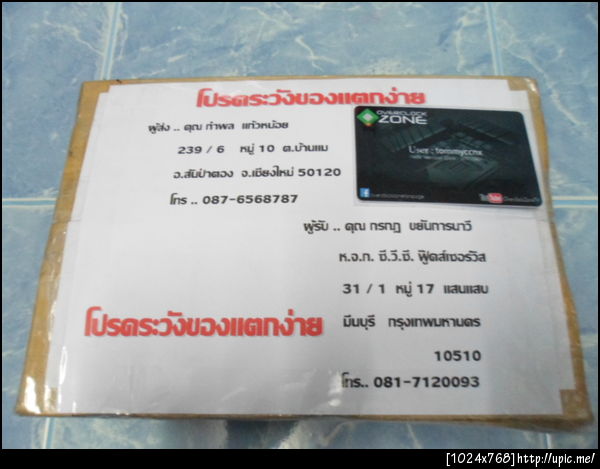 โปรดระวังของแตกง่าย
ผู้ส่ง .. คุณ กำพล แก้วหน้อย
239 / 6 หมู่ 10 ต.บ้านแม
อ.สันป่าตอง จ.เชียงใหม่ 50120
โทร .. 087-6568787
OVERCLOCK
ZONE
User : tommyccnx
YouTube
ผู้รับ .. คุณ กรกฎ ขยันการนาวี
ห.จ.ก. ซี.วี.ซี. ฟู้ดส์เซอร์วิส
31 / 1 หมู่ 17 แสนแสบ
โปรดระวังของแตกง่าย
มีนบุรี กรุงเทพมหานคร
10510
โทร.. 081-7120093
[1024x768]http://upic.me/